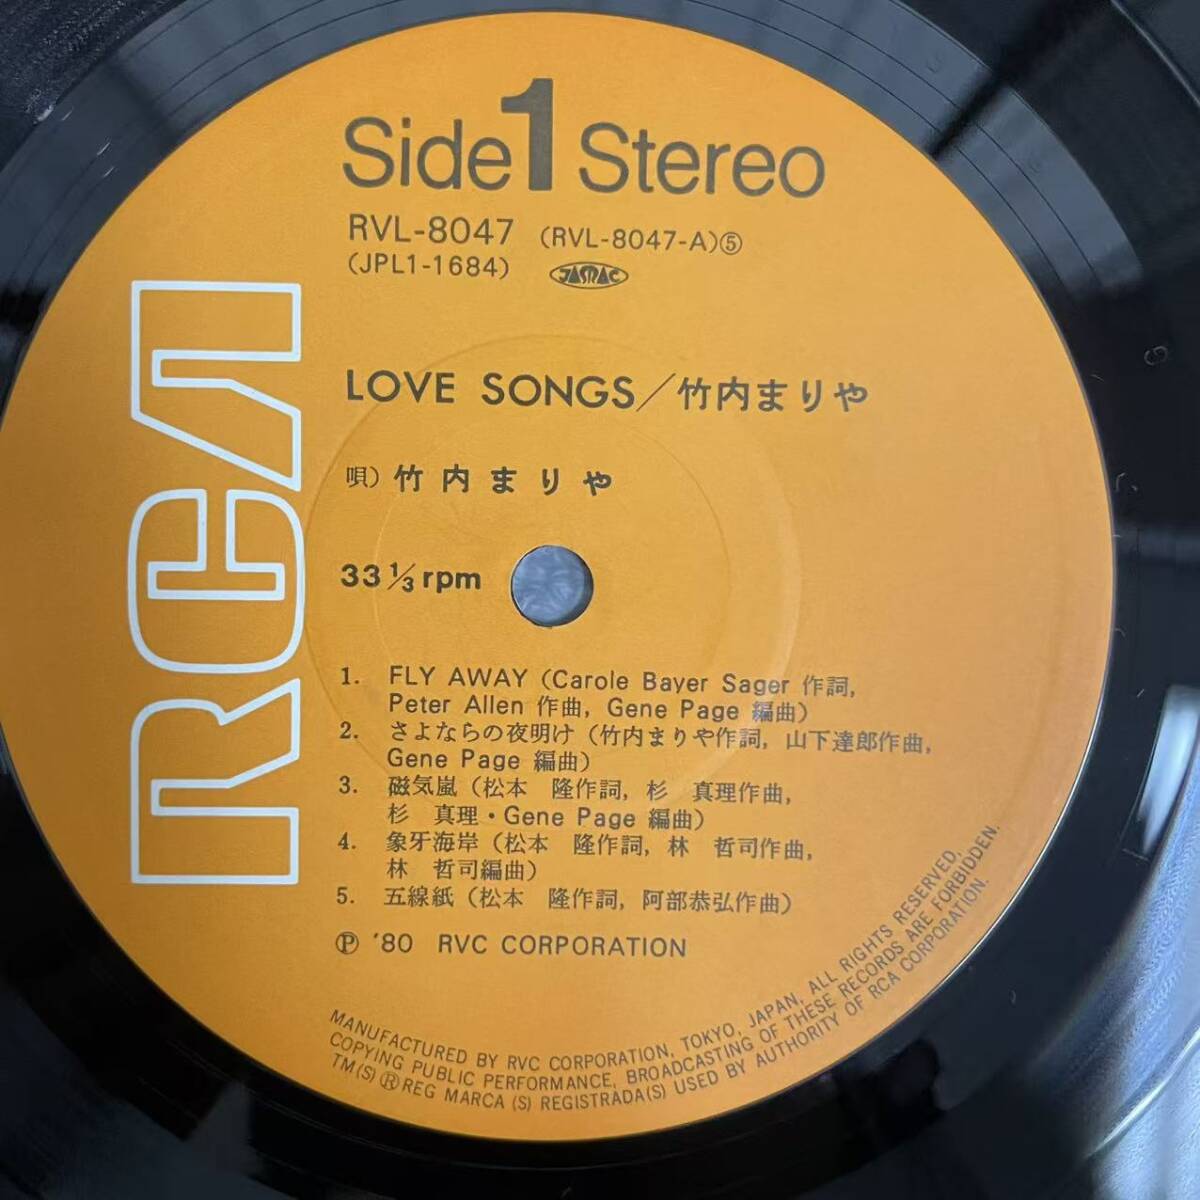 Side 1 Stereo
RVL-8047 (RVL-8047-A)⑤
(JPL1-1684) JASRAC
RCA
LOVE SONGS／竹内まりや
唄) 竹内まりや
33 1/3 rpm
1. FLY AWAY (Carole Bayer Sager 作詞,
Peter Allen 作曲, Gene Page 編曲)
2. さよならの夜明け (竹内まりや作詞, 山下達郎作曲,
Gene Page 編曲)
3. 磁気嵐 (松本 隆作詞, 杉 真理作曲,
杉 真理・Gene Page 編曲)
4. 象牙海岸 (松本 隆作詞, 林 哲司作曲,
林 哲司編曲)
5. 五線紙 (松本 隆作詞, 阿部恭弘作曲)
Ⓟ '80 RVC CORPORATION
MANUFACTURED BY RVC CORPORATION, TOKYO, JAPAN, ALL RIGHTS RESERVED,
COPYING PUBLIC PERFORMANCE, BROADCASTING OF THESE RECORDS ARE FORBIDDEN.
TM(S) ® REG MARCA (S) REGISTRADA(S) USED BY AUTHORITY OF RCA CORPORATION.